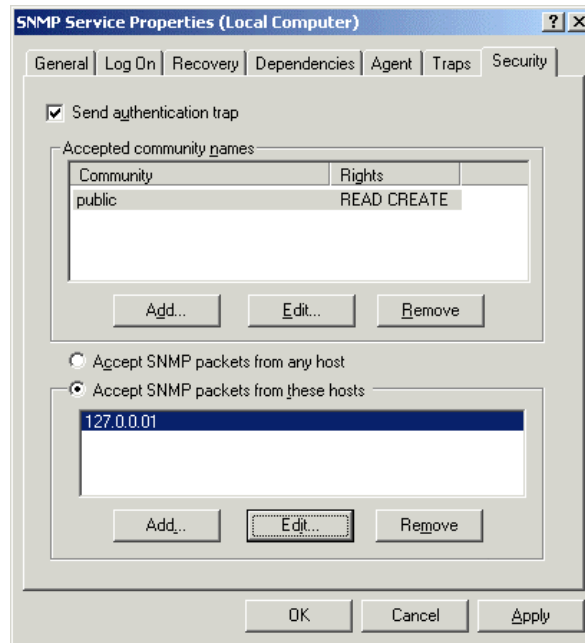 SNMP Service Properties (Local Computer)
General Log On Recovery Dependencies Agent Traps Security
Send authentication trap
Accepted community names
Community Rights
public READ CREATE
Add... Edit... Remove
Accept SNMP packets from any host
Accept SNMP packets from these hosts
127.0.0.01
Add... Edit... Remove
OK Cancel Apply